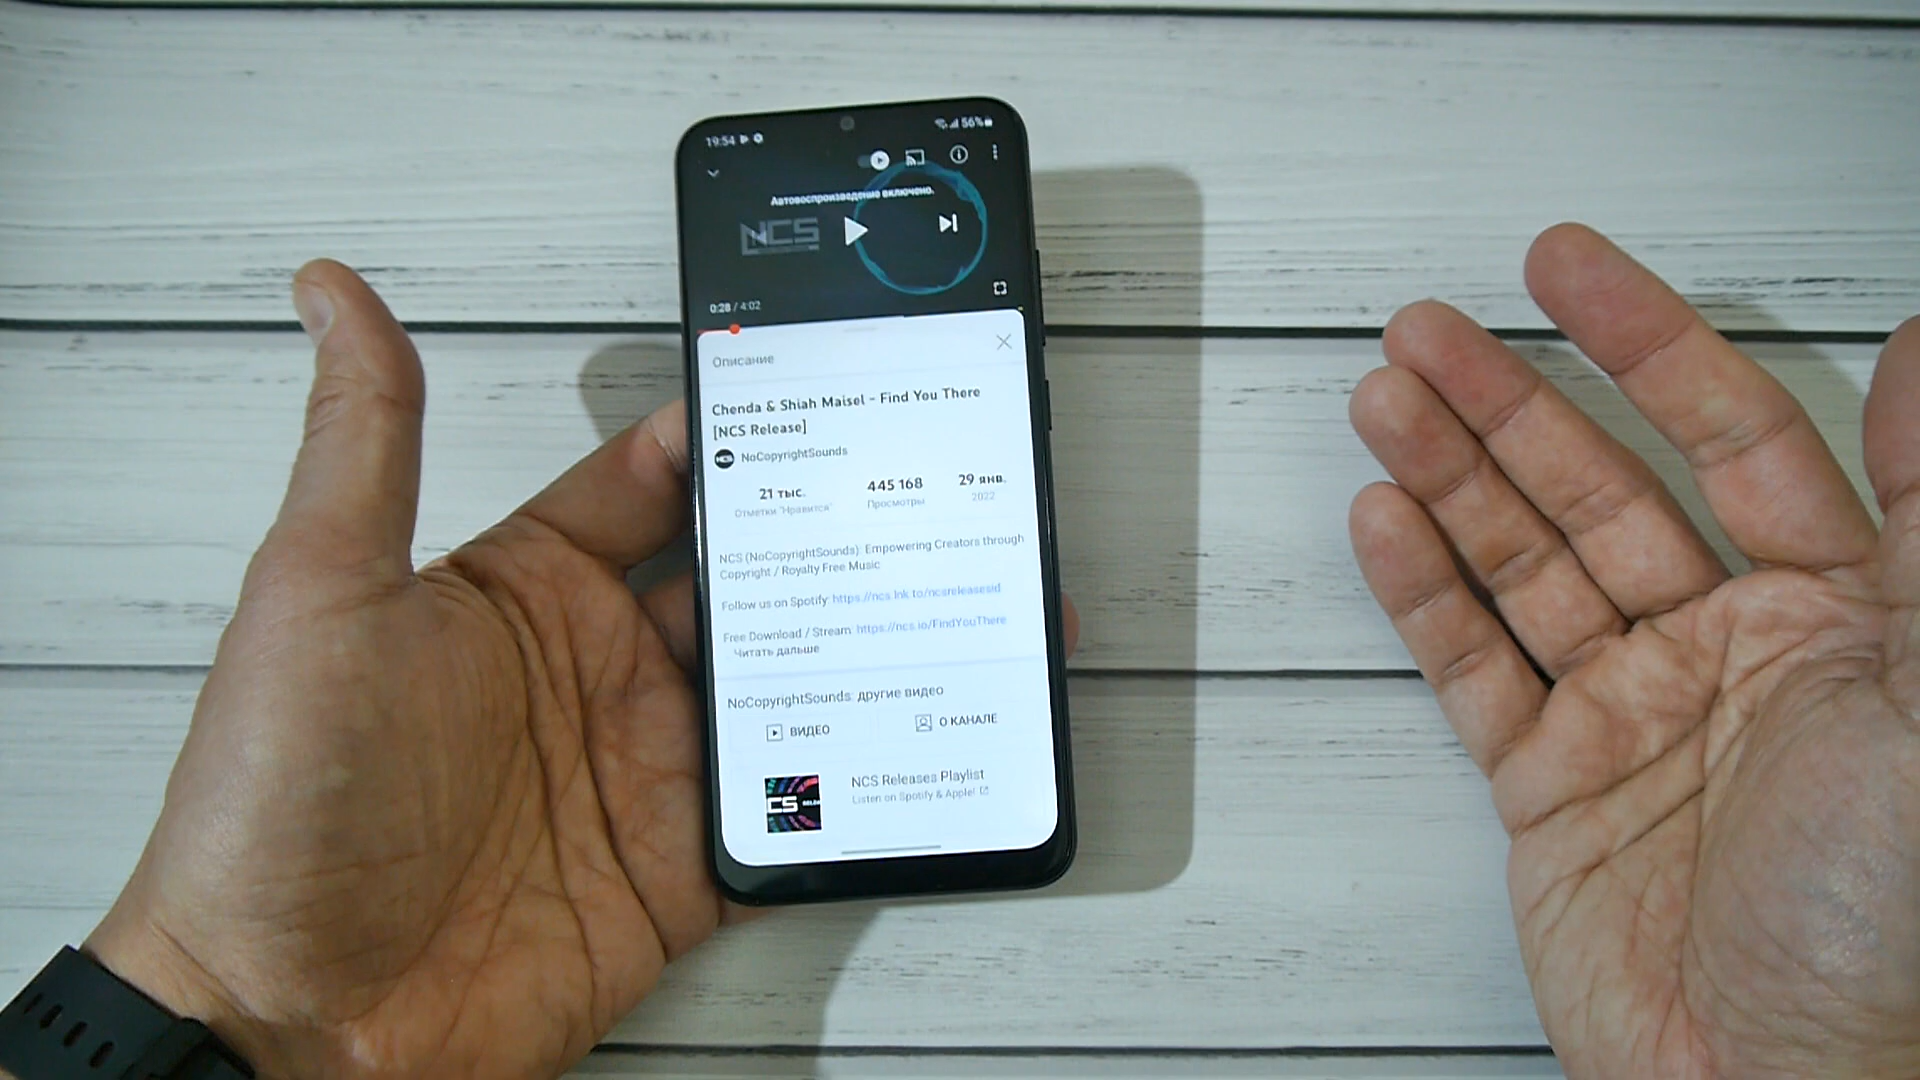 19:54
56%
Автовоспроизведение включено.
NCS
0:28 / 4:02
Описание
Chenda & Shiah Maisel - Find You There
[NCS Release]
NoCopyrightSounds
21 тыс.
445 168
29 янв.
Отметки "Нравится"
Просмотры
2022
NCS (NoCopyrightSounds): Empowering Creators through
Copyright / Royalty Free Music
Follow us on Spotify: https://ncs.lnk.to/ncsreleasesid
Free Download / Stream: https://ncs.io/FindYouThere
Читать дальше
NoCopyrightSounds: другие видео
ВИДЕО
О КАНАЛЕ
NCS Releases Playlist
Listen on Spotify & Apple!
CS